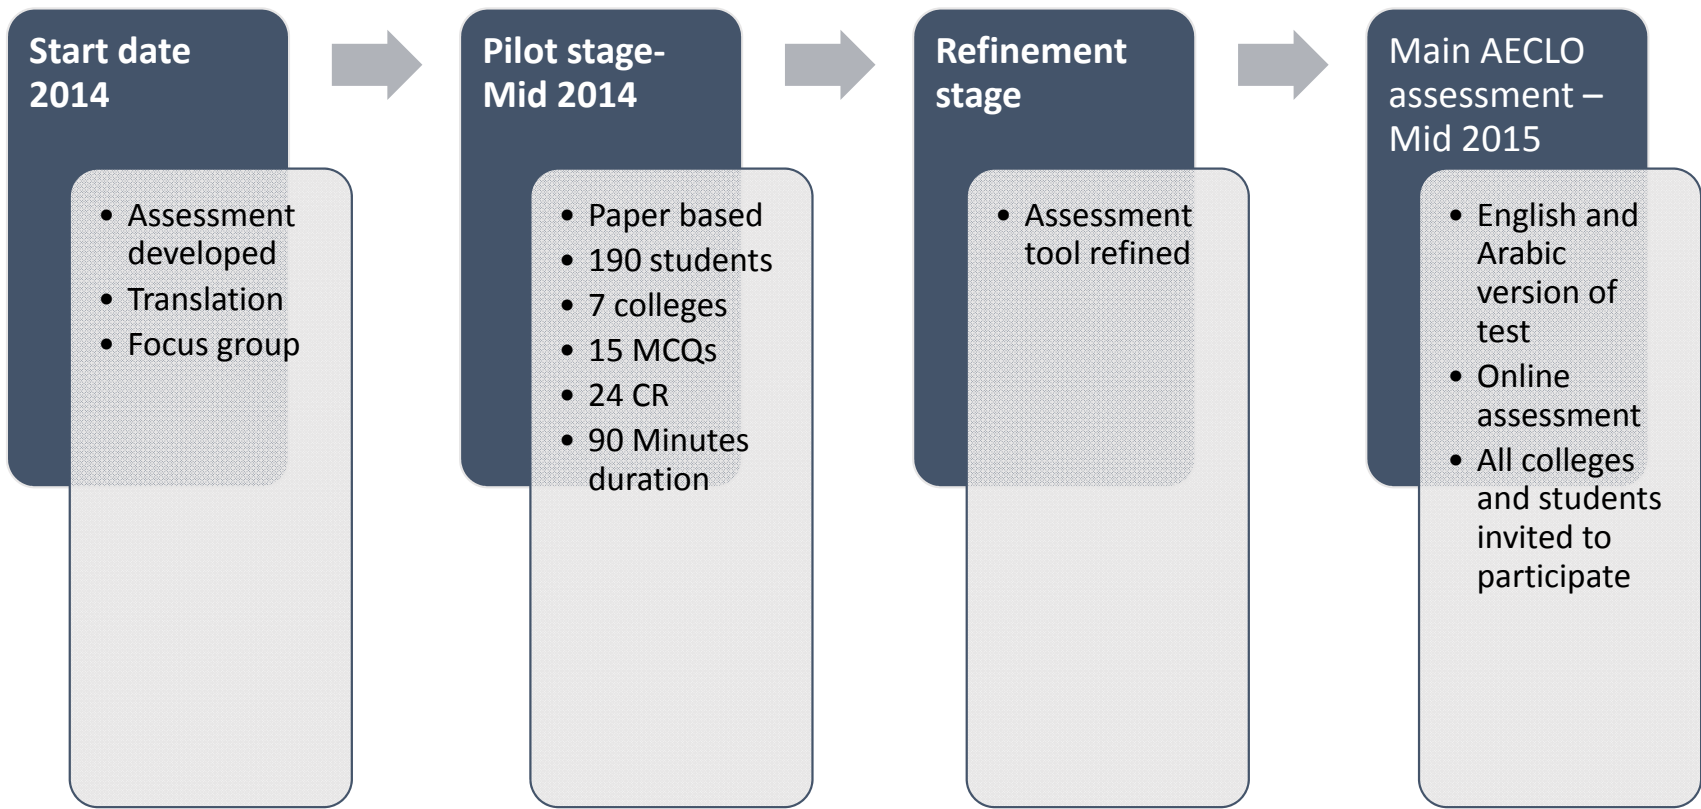 Start date
2014
• Assessment
developed
• Translation
• Focus group
Pilot stage-
Mid 2014
• Paper based
• 190 students
• 7 colleges
• 15 MCQs
• 24 CR
• 90 Minutes
duration
Refinement
stage
• Assessment
tool refined
Main AECLO
assessment –
Mid 2015
• English and
Arabic
version of
test
• Online
assessment
• All colleges
and students
invited to
participate